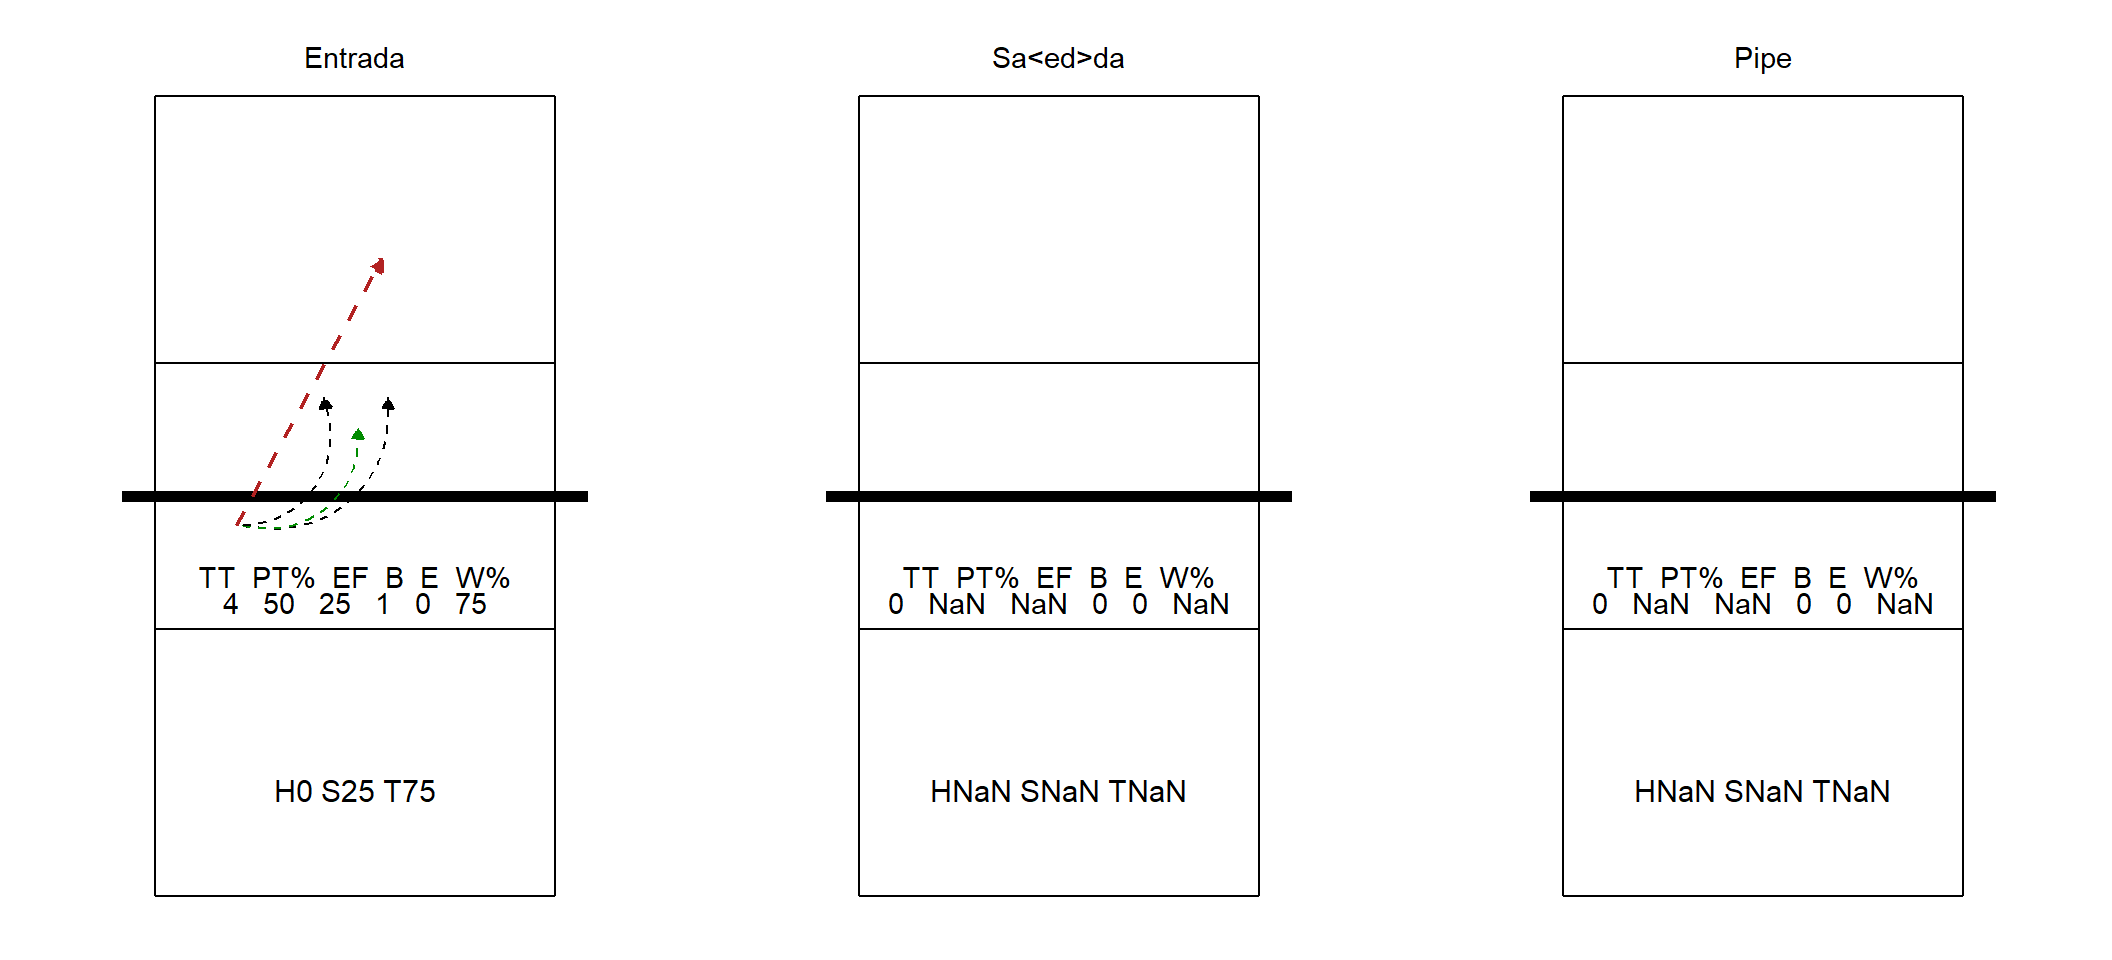 Entrada
TT PT% EF B E W%
4 50 25 1 0 75
H0 S25 T75
Sa<ed>da
TT PT% EF B E W%
0 NaN NaN 0 0 NaN
HNaN SNaN TNaN
Pipe
TT PT% EF B E W%
0 NaN NaN 0 0 NaN
HNaN SNaN TNaN